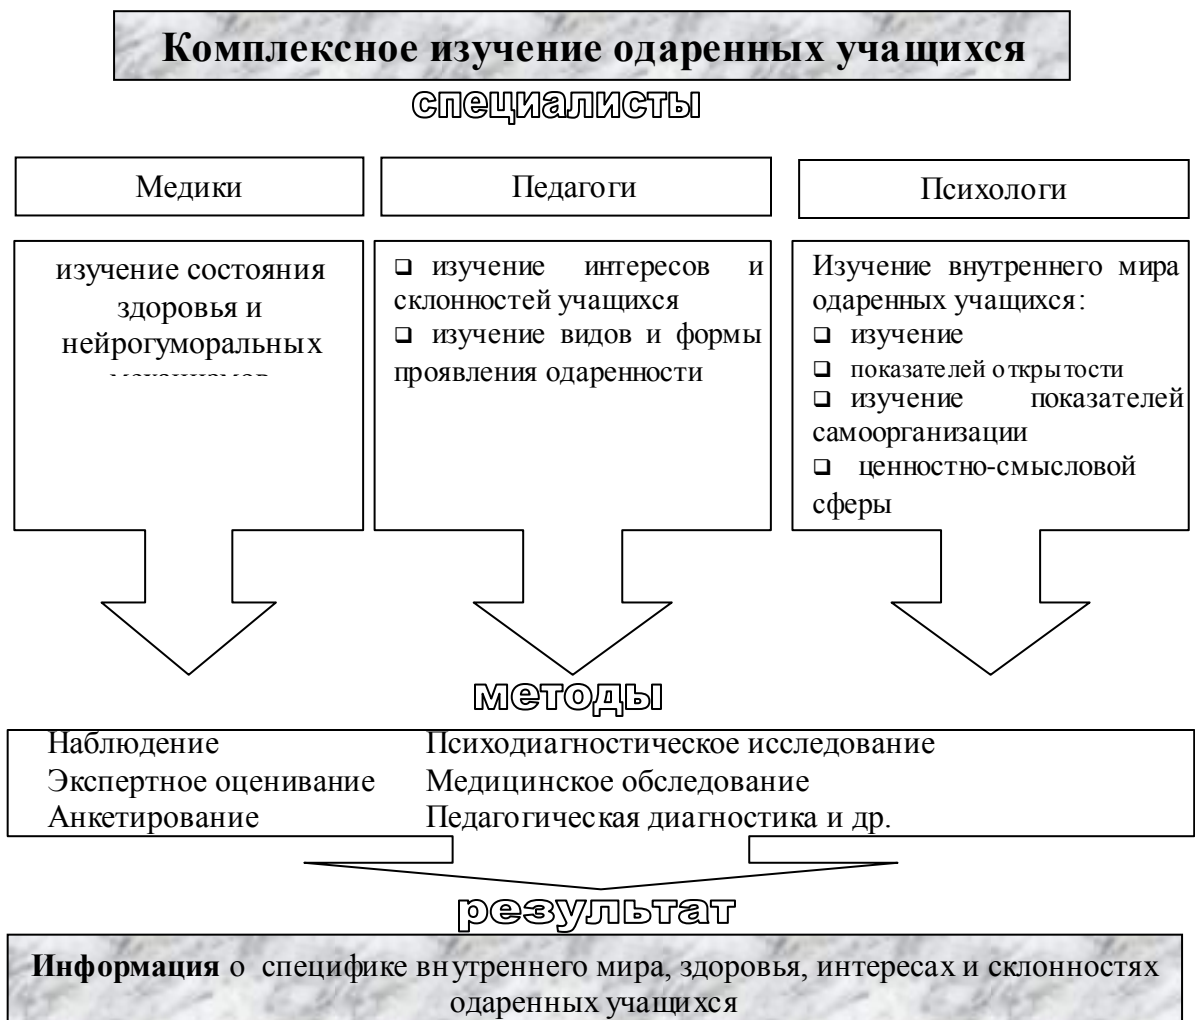 Комплексное изучение одаренных учащихся
специалисты
Медики
Педагоги
Психологи
изучение состояния
здоровья и
нейрогуморальных
❑ изучение интересов и
склонностей учащихся
❑ изучение видов и формы
проявления одаренности
Изучение внутреннего мира
одаренных учащихся:
❑ изучение
❑ показателей открытости
❑ изучение показателей
самоорганизации
❑ ценностно-смысловой
сферы
методы
Наблюдение Психодиагностическое исследование
Экспертное оценивание Медицинское обследование
Анкетирование Педагогическая диагностика и др.
результат
Информация о специфике внутреннего мира, здоровья, интересах и склонностях
одаренных учащихся